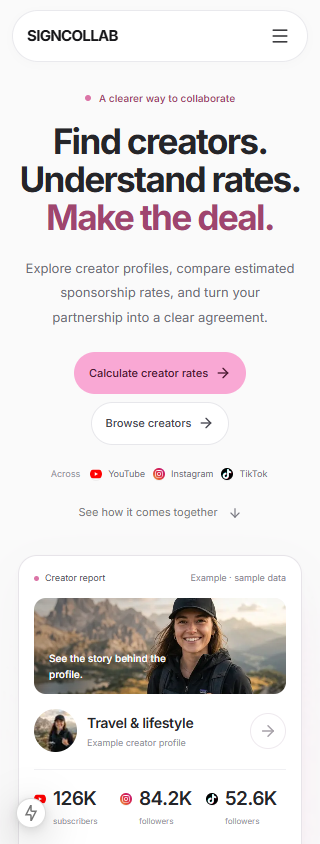 SIGNCOLLAB
A clearer way to collaborate
Find creators.
Understand rates.
Make the deal.
Explore creator profiles, compare estimated
sponsorship rates, and turn your
partnership into a clear agreement.
Calculate creator rates
Browse creators
Across YouTube Instagram TikTok
See how it comes together
Creator report Example · sample data
See the story behind the
profile.
Travel & lifestyle
Example creator profile
126K 84.2K 52.6K
subscribers followers followers